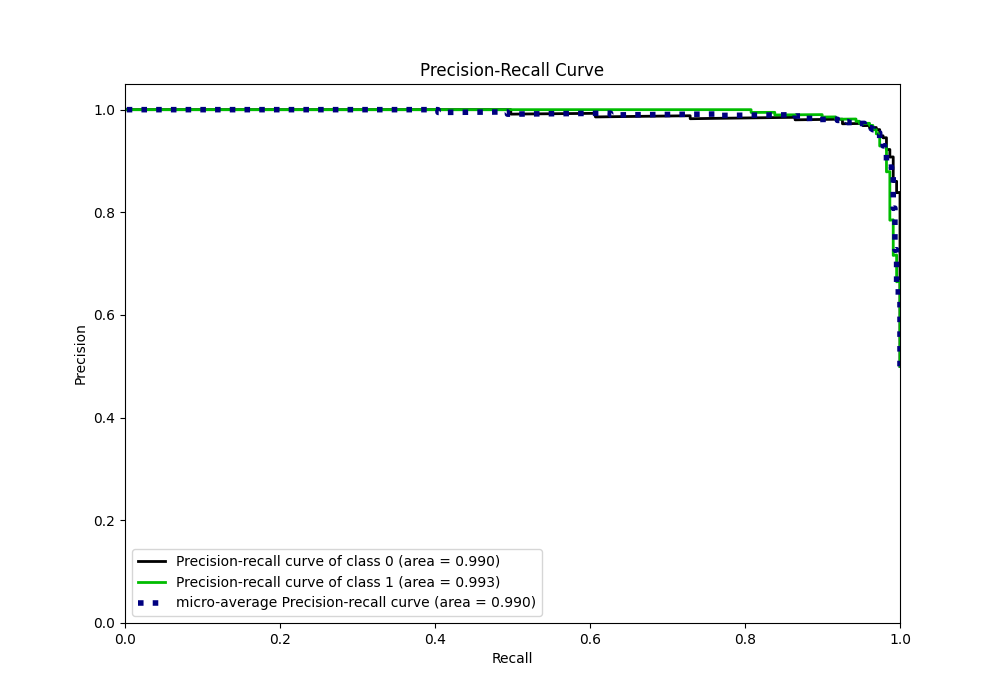 Precision-Recall Curve
1.0
0.8
0.6
0.4
0.2
0.0
Precision
Precision-recall curve of class 0 (area = 0.990)
Precision-recall curve of class 1 (area = 0.993)
micro-average Precision-recall curve (area = 0.990)
0.0 0.2 0.4 0.6 0.8 1.0
Recall